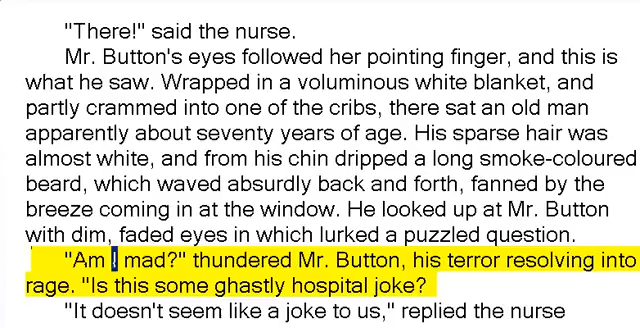 "There!" said the nurse.
Mr. Button's eyes followed her pointing finger, and this is
what he saw. Wrapped in a voluminous white blanket, and
partly crammed into one of the cribs, there sat an old man
apparently about seventy years of age. His sparse hair was
almost white, and from his chin dripped a long smoke-coloured
beard, which waved absurdly back and forth, fanned by the
breeze coming in at the window. He looked up at Mr. Button
with dim, faded eyes in which lurked a puzzled question.
"Am I mad?" thundered Mr. Button, his terror resolving into
rage. "Is this some ghastly hospital joke?
"It doesn't seem like a joke to us," replied the nurse